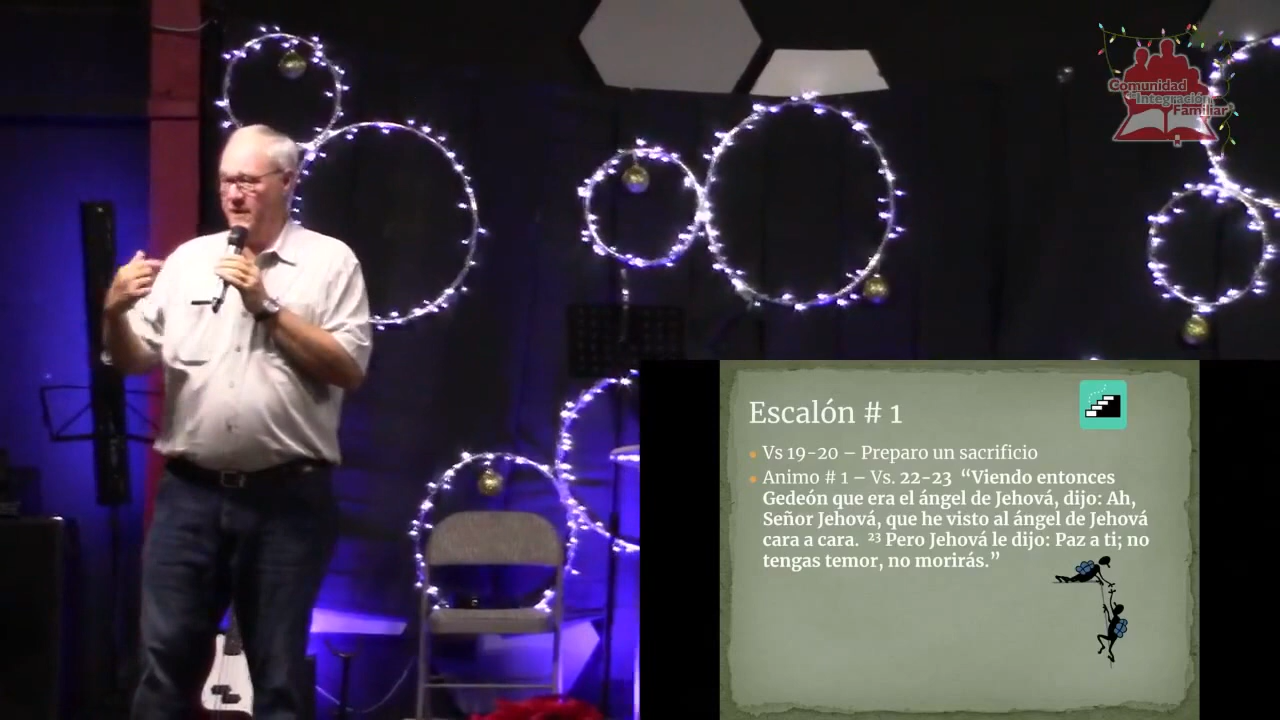 Comunidad
de Integración
Familiar
Escalón # 1
Vs 19-20 – Preparo un sacrificio
Animo # 1 – Vs. 22-23 “Viendo entonces
Gedeón que era el ángel de Jehová, dijo: Ah,
Señor Jehová, que he visto al ángel de Jehová
cara a cara. ²³ Pero Jehová le dijo: Paz a ti; no
tengas temor, no morirás.”